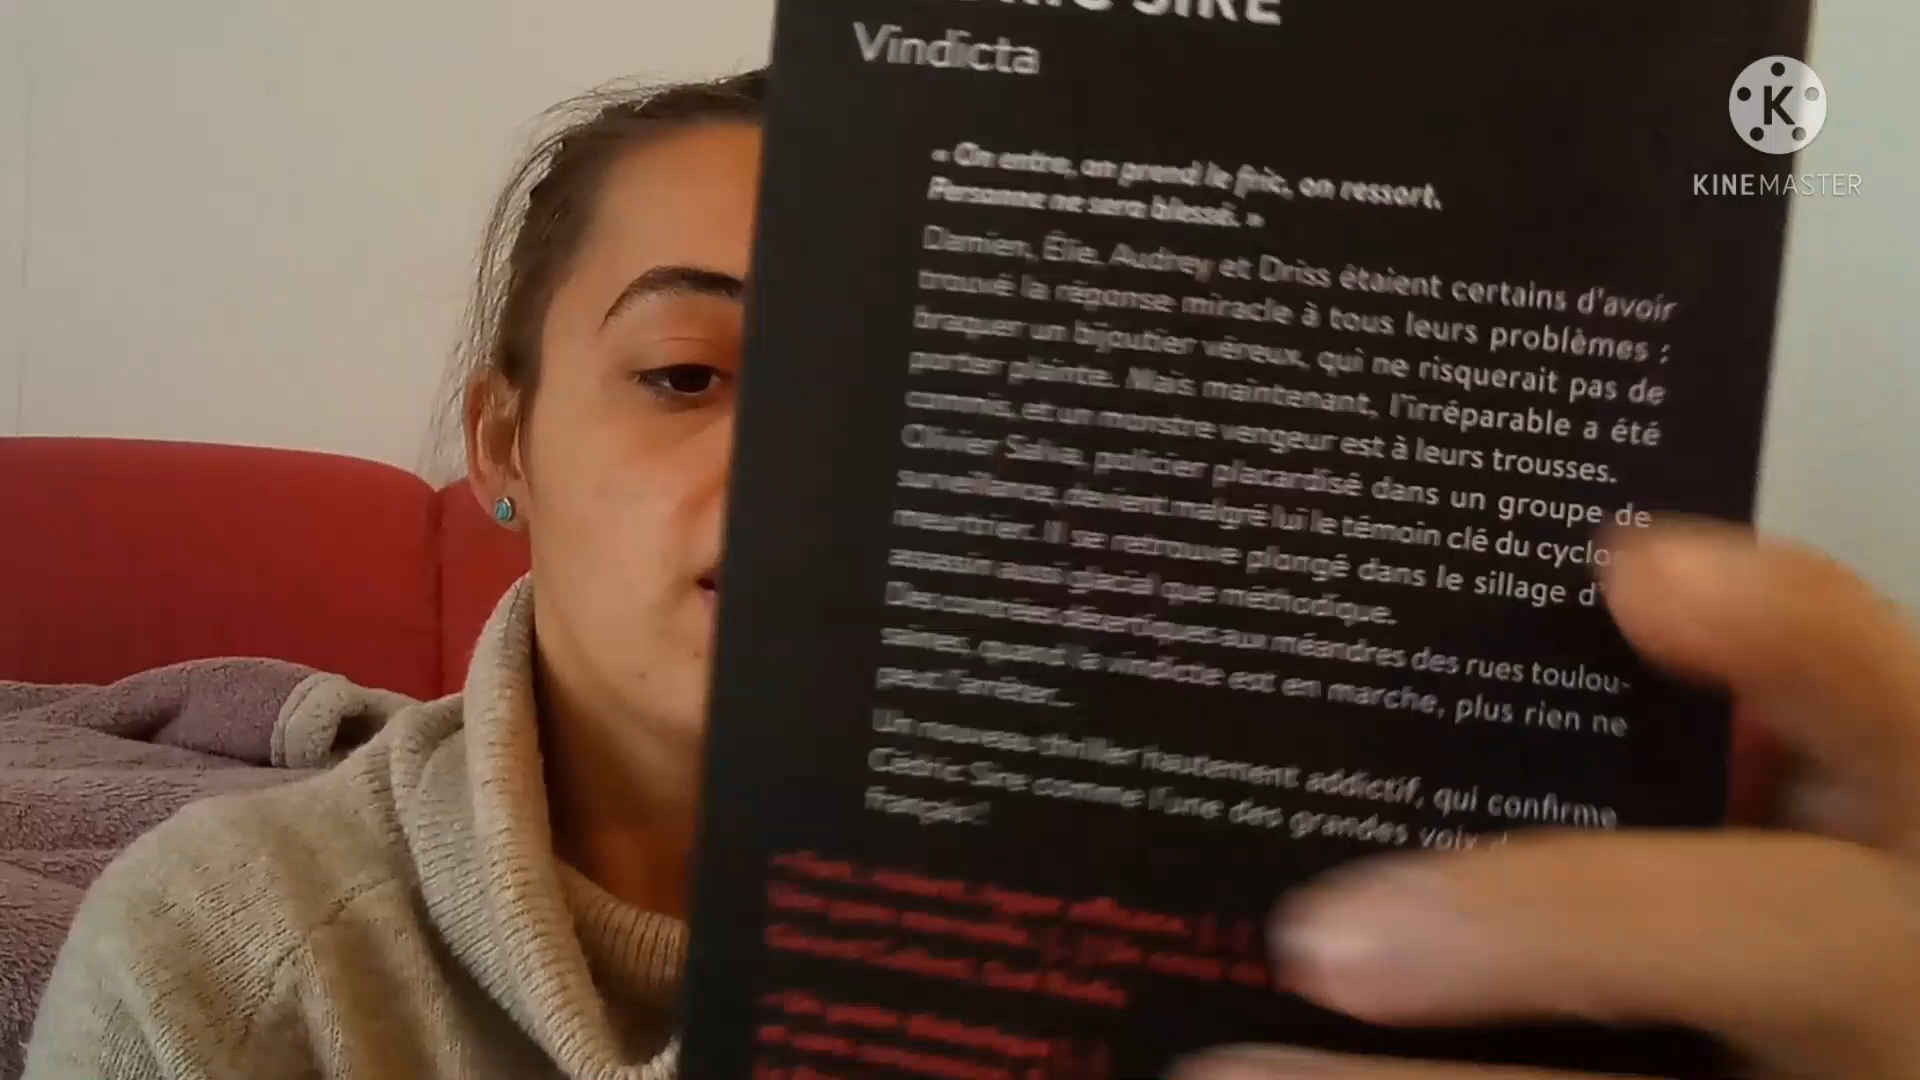 SIRE
Vindicta
« On entre, on prend le fric, on ressort.
Personne ne sera blessé. »
Damien, Élie, Audrey et Driss étaient certains d'avoir
trouvé la réponse miracle à tous leurs problèmes :
braquer un bijoutier véreux, qui ne risquerait pas de
porter plainte. Mais maintenant, l'irréparable a été
commis, et un monstre vengeur est à leurs trousses.
Olivier Salva, policier placardisé dans un groupe de
surveillance, devient malgré lui le témoin clé du cyclo
meurtrier. Il se retrouve plongé dans le sillage d'
assassin aussi glacial que méthodique.
Des contrées désertiques aux méandres des rues toulou-
saines, quand la vindicte est en marche, plus rien ne
peut l'arrêter...
Un nouveau thriller hautement addictif, qui confirme
Cédric Sire comme l'une des grandes voix
français !
Sud Radio
K
KINEMASTER